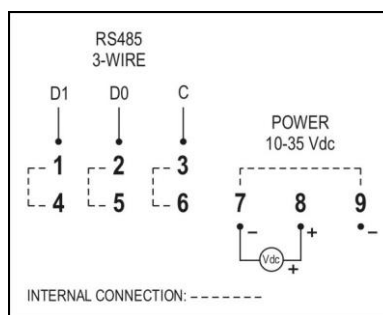 RS485
3-WIRE
D1 D0 C
POWER
10-35 Vdc
1 2 3
4 5 6 7 8 9
- + -
Vdc +
INTERNAL CONNECTION: